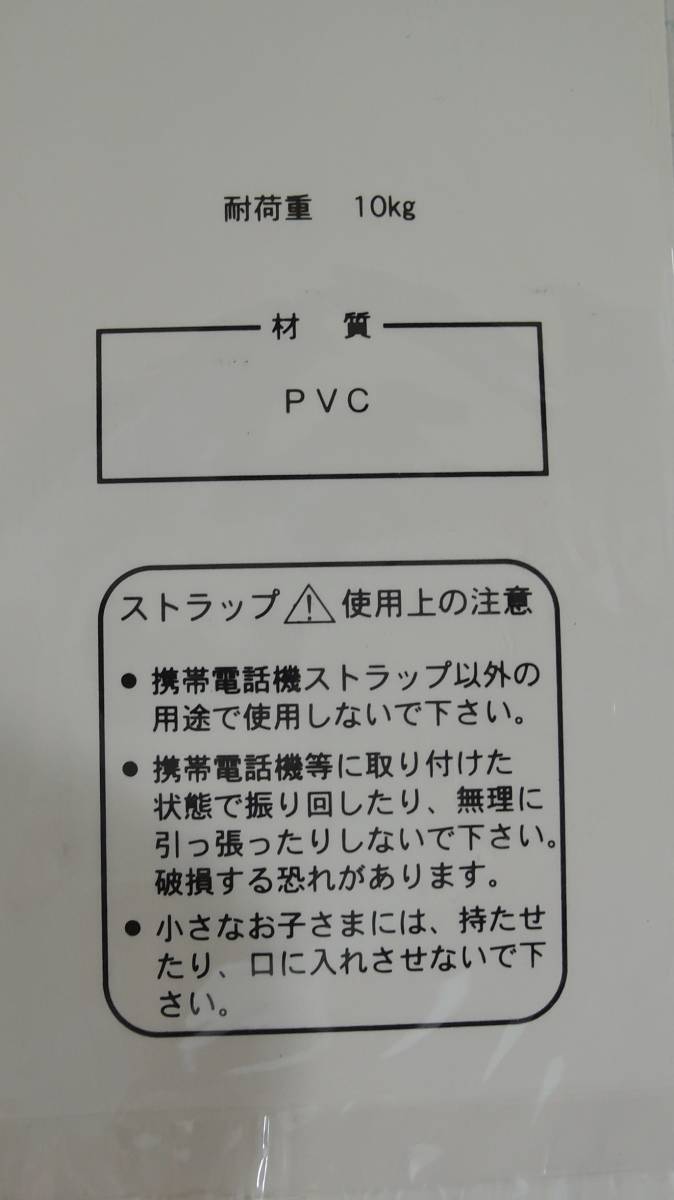 耐荷重　10kg
材　質
ＰＶＣ
ストラップ⚠使用上の注意
●携帯電話機ストラップ以外の
用途で使用しないで下さい。
●携帯電話機等に取り付けた
状態で振り回したり、無理に
引っ張ったりしないで下さい。
破損する恐れがあります。
●小さなお子さまには、持たせ
たり、口に入れさせないで下
さい。